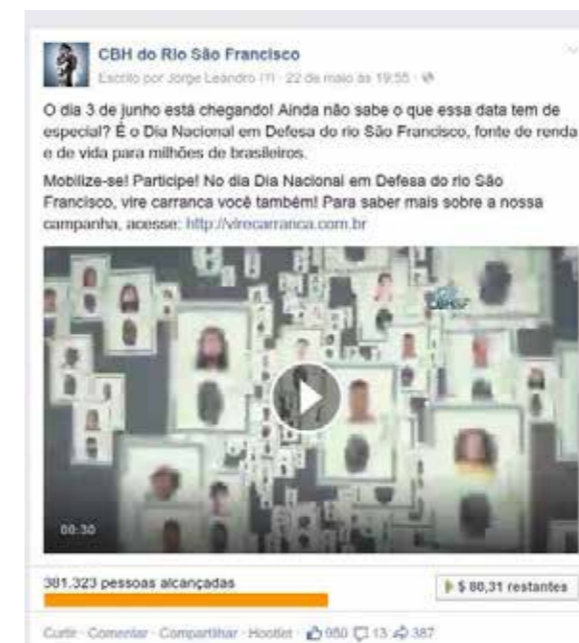 CBH do Rio São Francisco
Escrito por Jorge Leandro [?] · 22 de maio às 19:55 ·
O dia 3 de junho está chegando! Ainda não sabe o que essa data tem de
especial? É o Dia Nacional em Defesa do rio São Francisco, fonte de renda
e de vida para milhões de brasileiros.
Mobilize-se! Participe! No dia Dia Nacional em Defesa do rio São
Francisco, vire carranca você também! Para saber mais sobre a nossa
campanha, acesse: http://virecarranca.com.br
CBHSF
00:30
381.323 pessoas alcançadas
$ 80,31 restantes
Curtir · Comentar · Compartilhar · Hootlet · 950 13 387